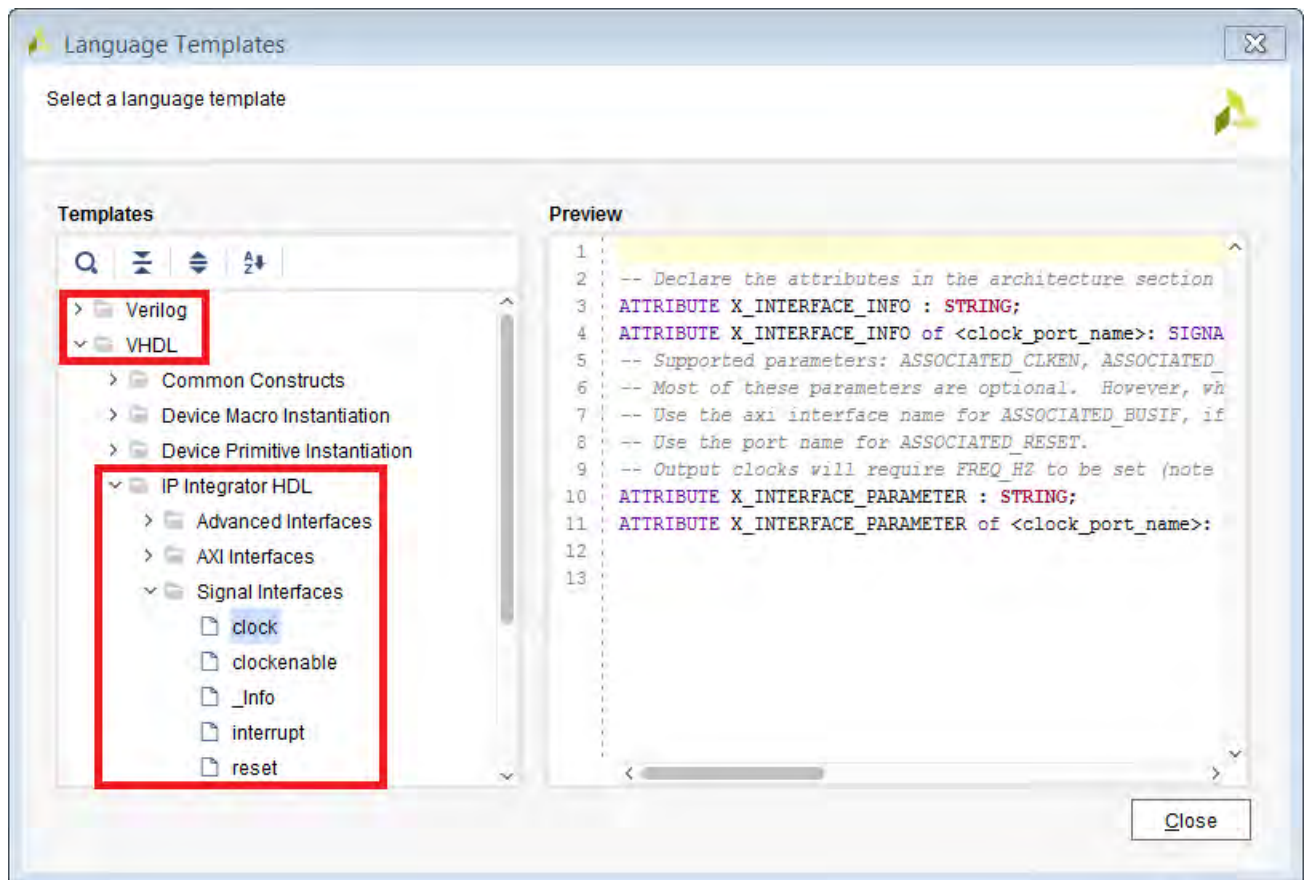 Language Templates
Select a language template
Templates
Verilog
VHDL
Common Constructs
Device Macro Instantiation
Device Primitive Instantiation
IP Integrator HDL
Advanced Interfaces
AXI Interfaces
Signal Interfaces
clock
clockenable
_Info
interrupt
reset
Preview
1
2 -- Declare the attributes in the architecture section
3 ATTRIBUTE X_INTERFACE_INFO : STRING;
4 ATTRIBUTE X_INTERFACE_INFO of <clock_port_name>: SIGNA
5 -- Supported parameters: ASSOCIATED_CLKEN, ASSOCIATED_
6 -- Most of these parameters are optional.  However, wh
7 -- Use the axi interface name for ASSOCIATED_BUSIF, if
8 -- Use the port name for ASSOCIATED_RESET.
9 -- Output clocks will require FREQ_HZ to be set (note
10 ATTRIBUTE X_INTERFACE_PARAMETER : STRING;
11 ATTRIBUTE X_INTERFACE_PARAMETER of <clock_port_name>:
12
13
Close